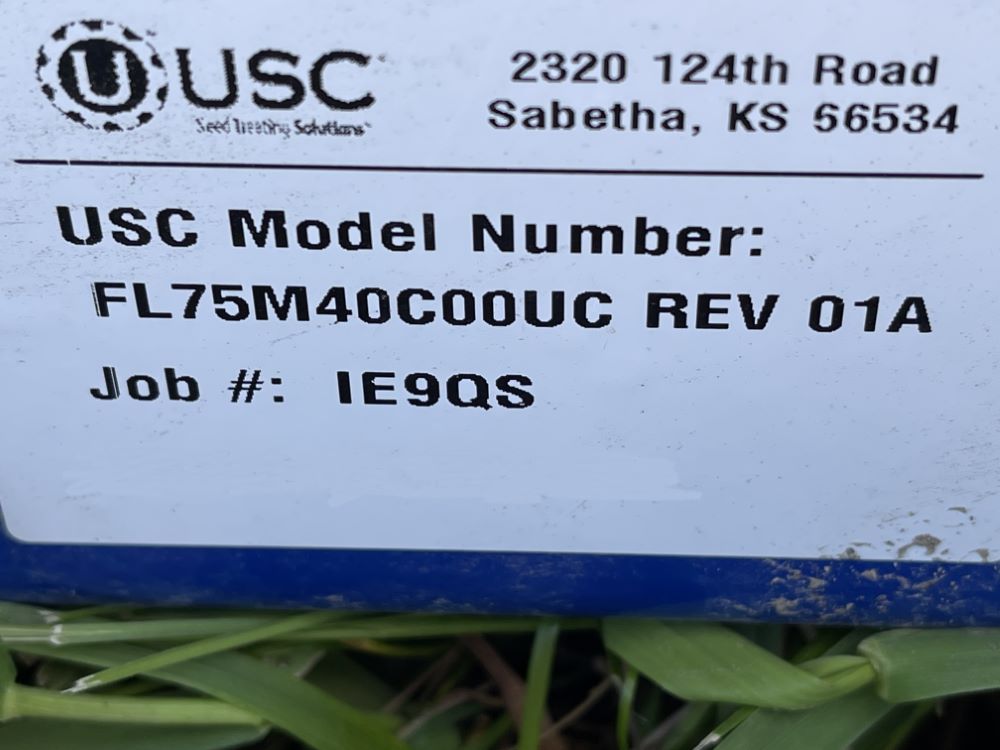 U USC
Seed Treating Solutions
2320 124th Road
Sabetha, KS 66534
USC Model Number:
FL75M40C00UC REV 01A
Job #: IE9QS